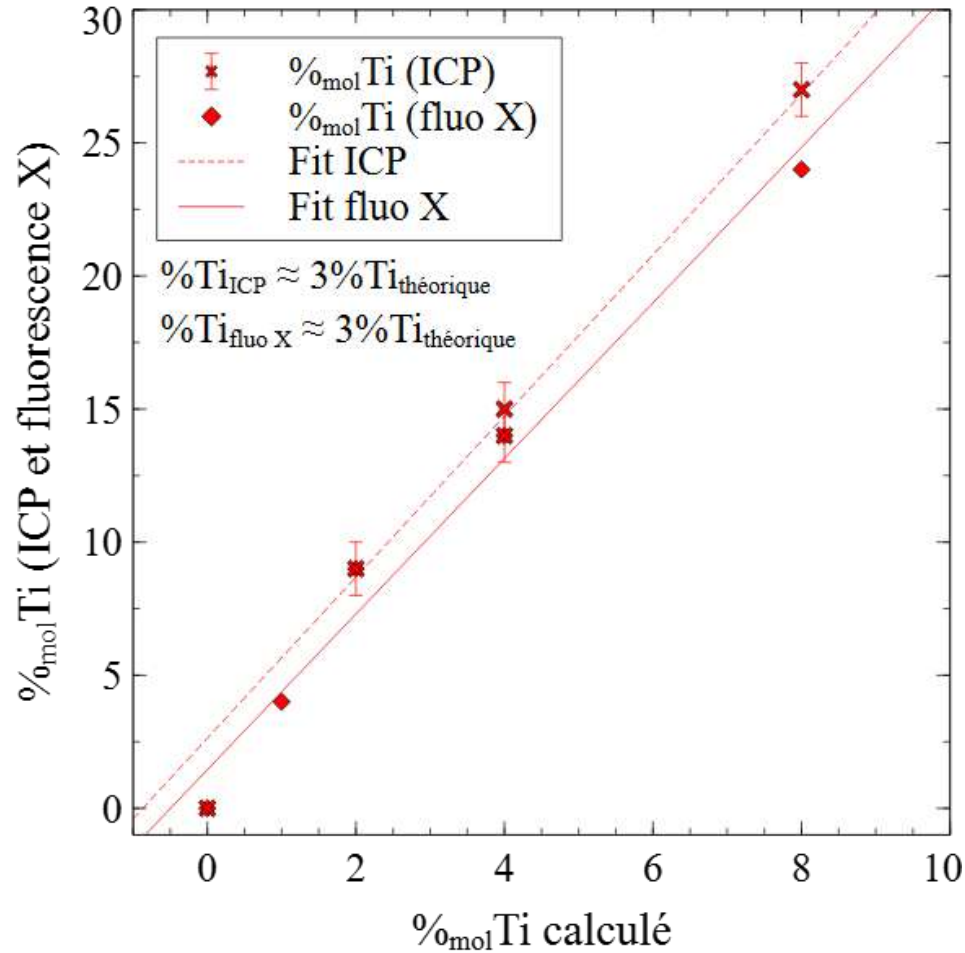 30
25
20
15
10
5
0
%molTi (ICP et fluorescence X)
%molTi (ICP)
%molTi (fluo X)
Fit ICP
Fit fluo X
%TiICP ≈ 3%Tithéorique
%Tifluo X ≈ 3%Tithéorique
0 2 4 6 8 10
%molTi calculé